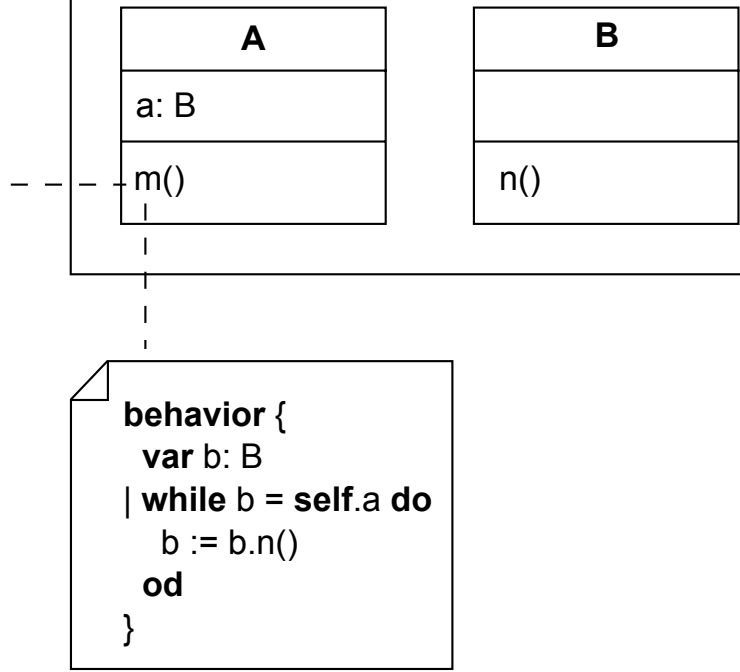 A
a: B
m()
B
n()
behavior {
var b: B
| while b = self.a do
b := b.n()
od
}